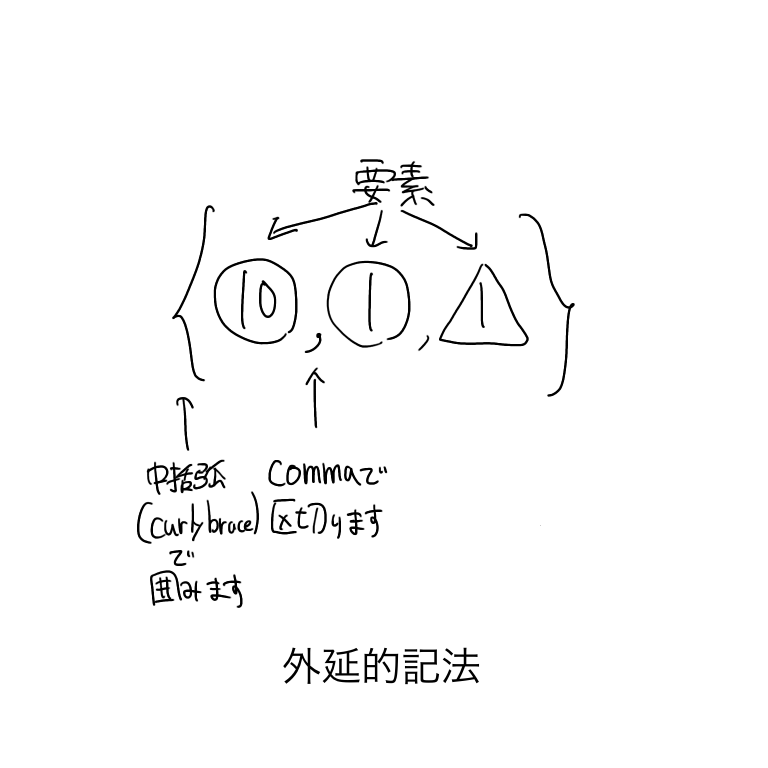 要素
{10, 1, 1}
中括弧
(curly brace)
で
囲みます
commaで
区切ります
外延的記法